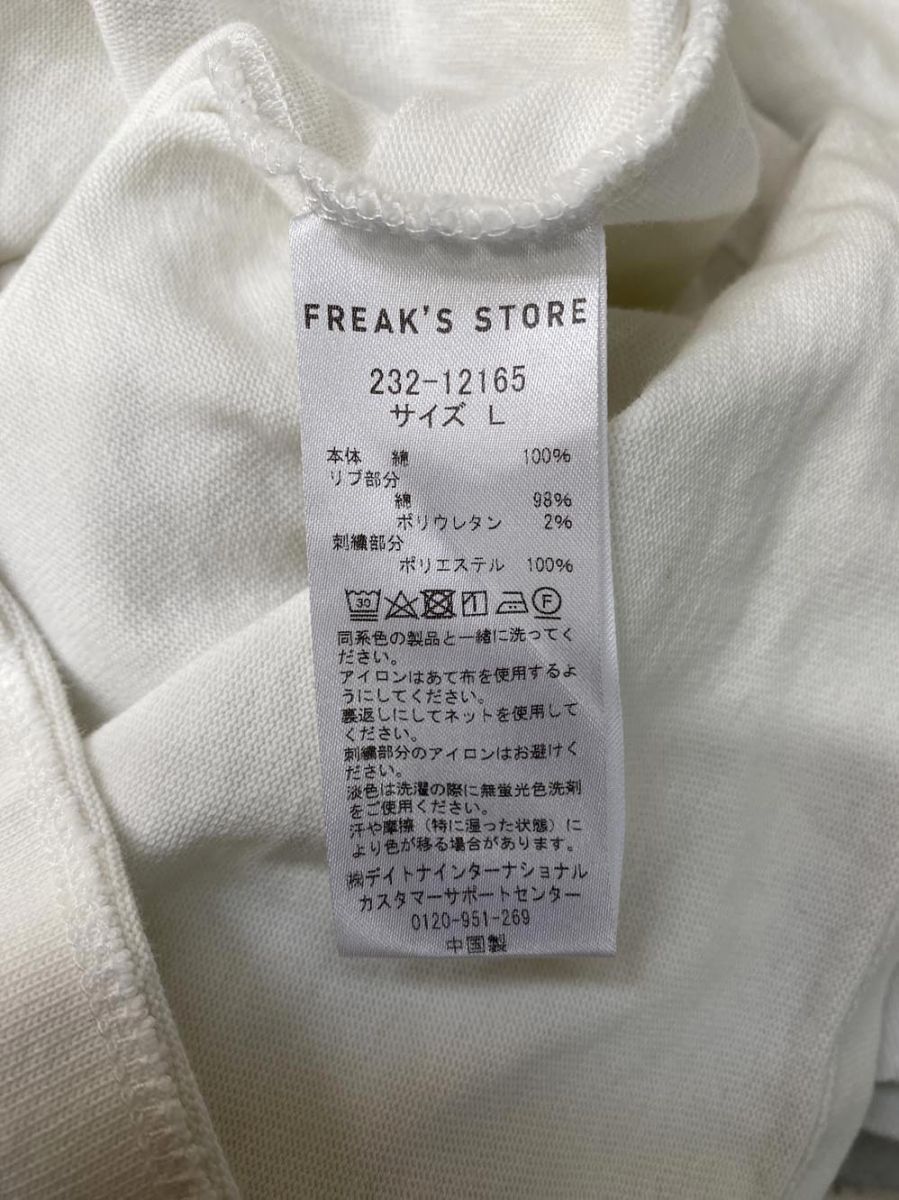 FREAK'S STORE
232-12165
サイズ L
本体 綿 100%
リブ部分
綿 98%
ポリウレタン 2%
刺繍部分
ポリエステル 100%
30 F
同系色の製品と一緒に洗ってく
ださい。
アイロンはあて布を使用するよ
うにしてください。
裏返しにしてネットを使用して
ください。
刺繍部分のアイロンはお避けく
ださい。
淡色は洗濯の際に無蛍光色洗剤
をご使用ください。
汗や摩擦（特に湿った状態）に
より色が移る場合があります。
㈱デイトナインターナショナル
カスタマーサポートセンター
0120-951-269
中国製